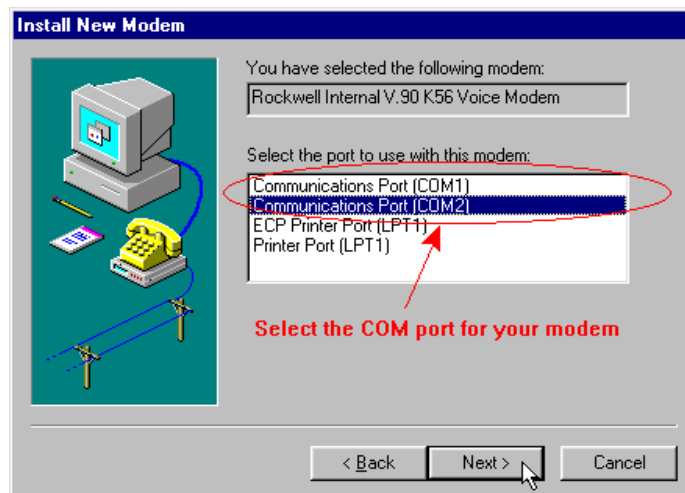 Install New Modem
You have selected the following modem:
Rockwell Internal V.90 K56 Voice Modem
Select the port to use with this modem:
Communications Port (COM1)
Communications Port (COM2)
ECP Printer Port (LPT1)
Printer Port (LPT1)
Select the COM port for your modem
< Back
Next >
Cancel